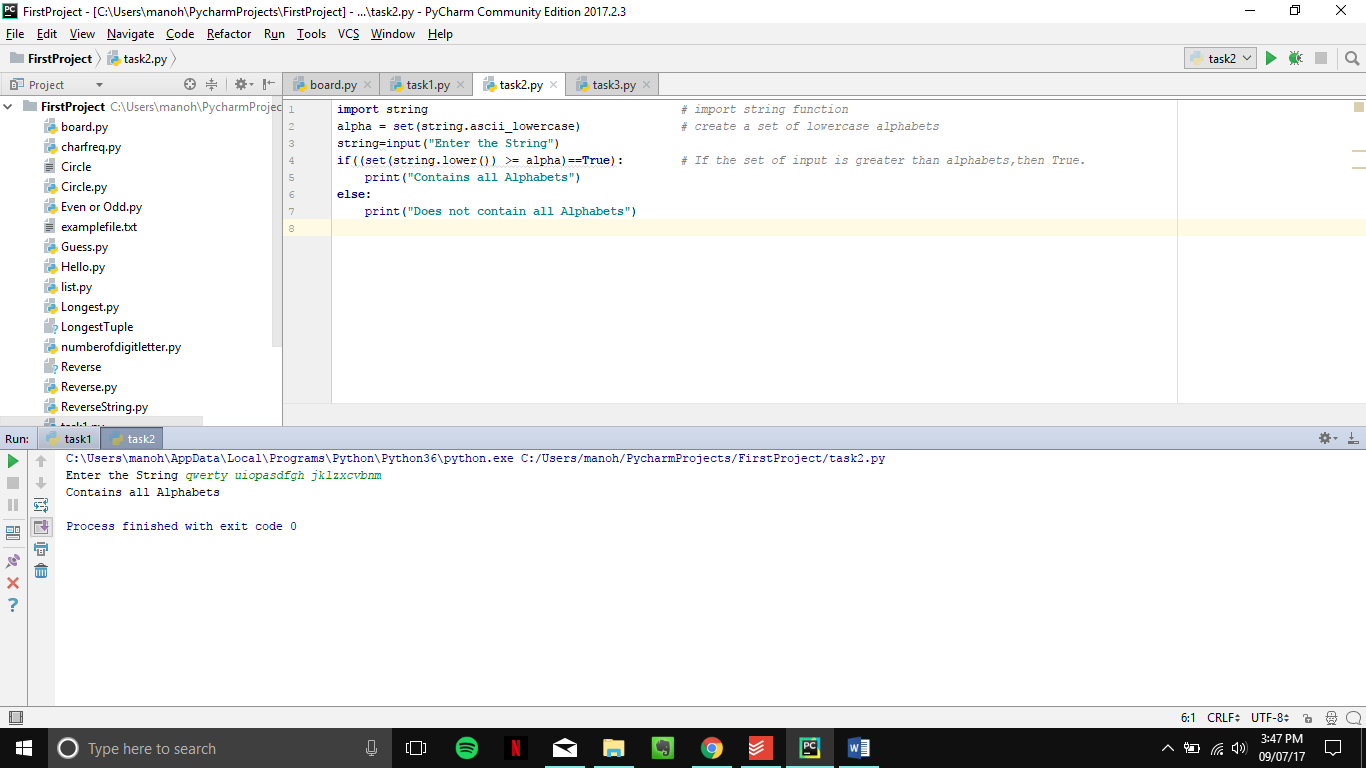 FirstProject - [C:\Users\manoh\PycharmProjects\FirstProject] - ...\task2.py - PyCharm Community Edition 2017.2.3
File Edit View Navigate Code Refactor Run Tools VCS Window Help
FirstProject task2.py task2
Project board.py task1.py task2.py task3.py
FirstProject C:\Users\manoh\PycharmProjec
board.py
charfreq.py
Circle
Circle.py
Even or Odd.py
examplefile.txt
Guess.py
Hello.py
list.py
Longest.py
LongestTuple
numberofdigitletter.py
Reverse
Reverse.py
ReverseString.py
task1.py
1 import string # import string function
2 alpha = set(string.ascii_lowercase) # create a set of lowercase alphabets
3 string=input("Enter the String")
4 if((set(string.lower()) >= alpha)==True): # If the set of input is greater than alphabets,then True.
5 print("Contains all Alphabets")
6 else:
7 print("Does not contain all Alphabets")
8
Run: task1 task2
C:\Users\manoh\AppData\Local\Programs\Python\Python36\python.exe C:/Users/manoh/PycharmProjects/FirstProject/task2.py
Enter the String qwerty uiopasdfgh jklzxcvbnm
Contains all Alphabets
Process finished with exit code 0
6:1 CRLF UTF-8
Type here to search
3:47 PM
09/07/17